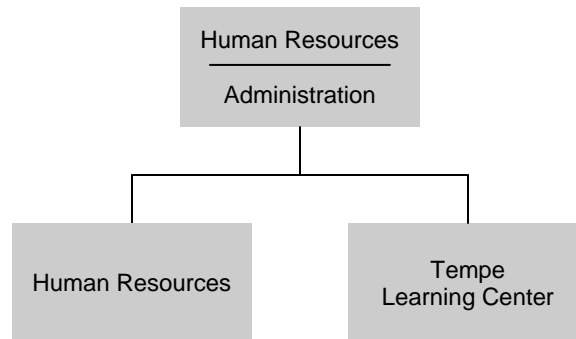 Human Resources
Administration
Human Resources
Tempe
Learning Center